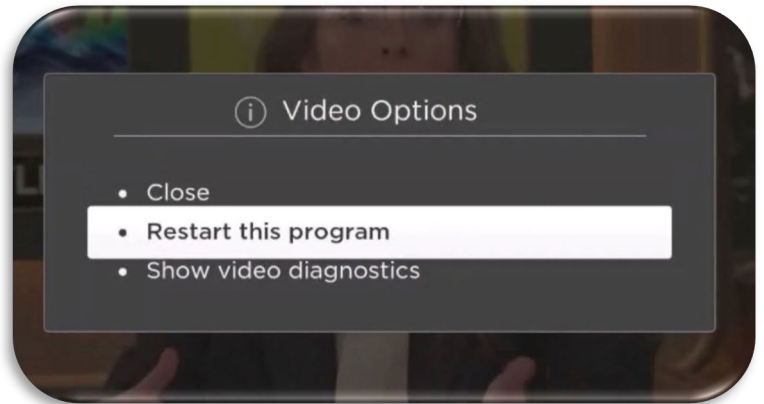 Video Options
• Close
• Restart this program
• Show video diagnostics